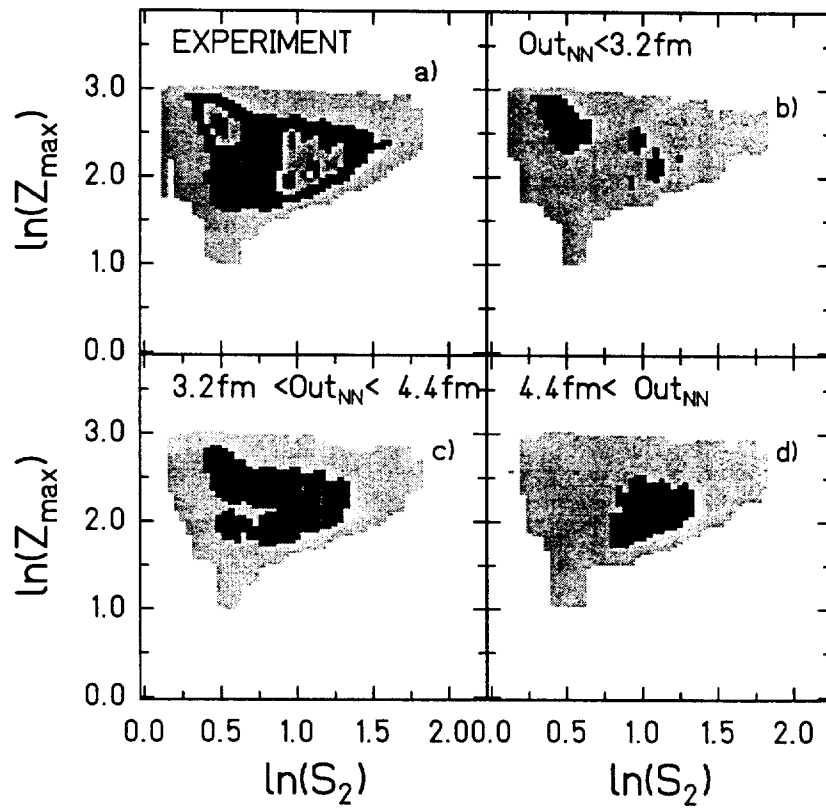 EXPERIMENT
a)
Out_NN<3.2fm
b)
3.0
2.0
1.0
0.0
ln(Z_max)
3.2fm <Out_NN< 4.4fm
c)
4.4fm< Out_NN
d)
3.0
2.0
1.0
0.0
ln(Z_max)
0.0 0.5 1.0 1.5 2.0 0.0 0.5 1.0 1.5 2.0
ln(S_2) ln(S_2)